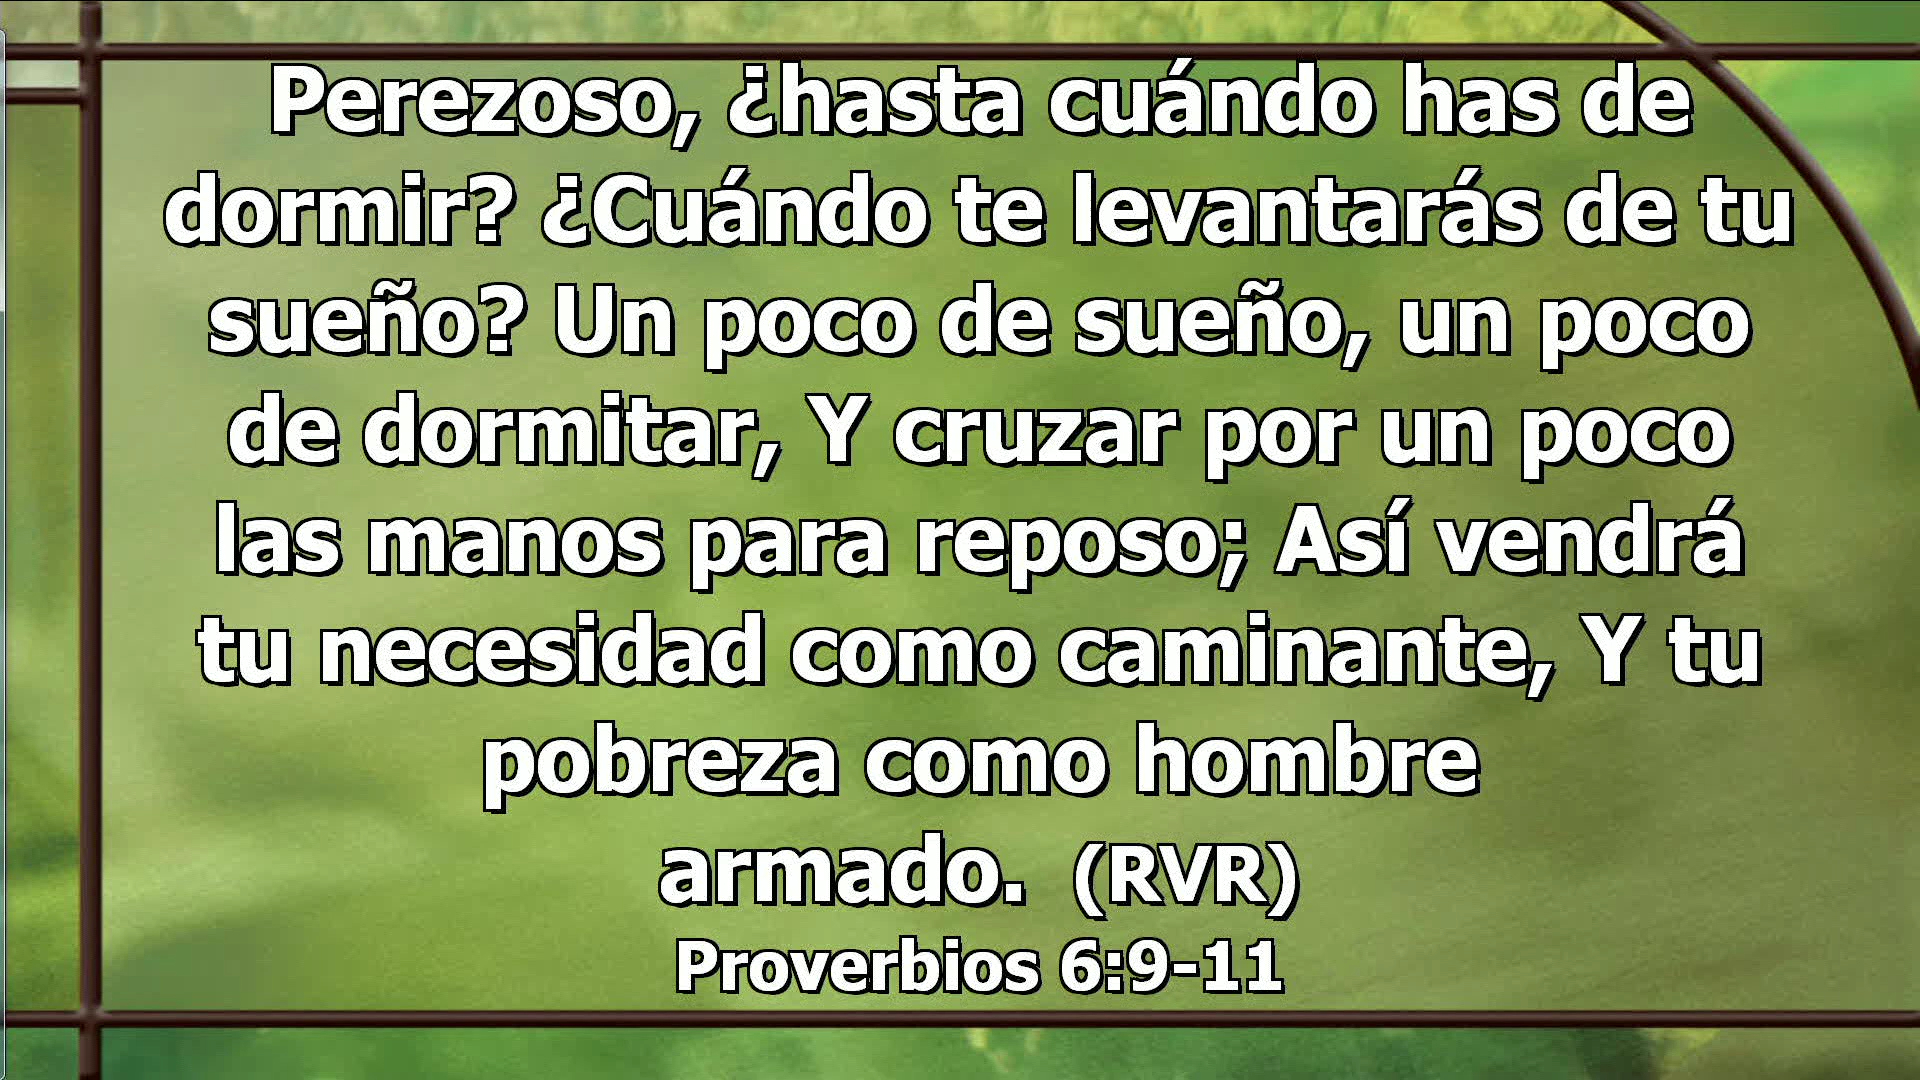 Perezoso, ¿hasta cuándo has de
dormir? ¿Cuándo te levantarás de tu
sueño? Un poco de sueño, un poco
de dormitar, Y cruzar por un poco
las manos para reposo; Así vendrá
tu necesidad como caminante, Y tu
pobreza como hombre
armado. (RVR)
Proverbios 6:9-11